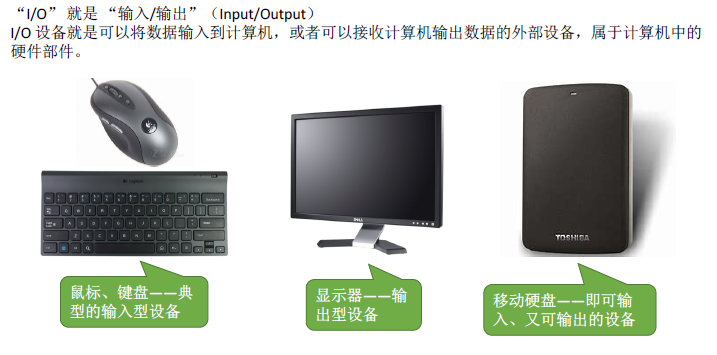 “I/O” 就是 “输入/输出”（Input/Output）
I/O 设备就是可以将数据输入到计算机，或者可以接收计算机输出数据的外部设备，属于计算机中的
硬件部件。
DELL
TOSHIBA
鼠标、键盘——典
型的输入型设备
显示器——输
出型设备
移动硬盘——即可输
入、又可输出的设备